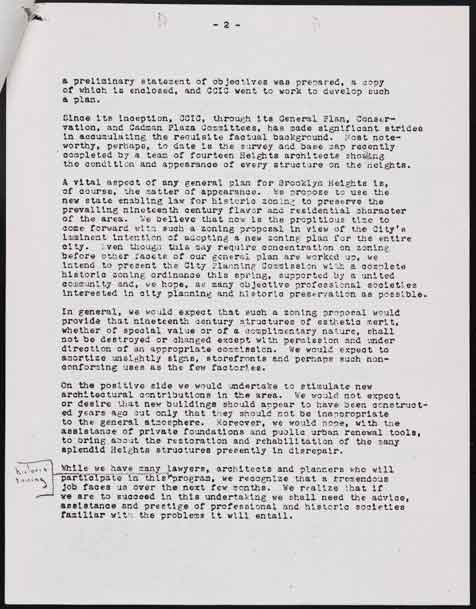 - 2 -
a preliminary statement of objectives was prepared, a copy
of which is enclosed, and CCIC went to work to develop such
a plan.
Since its inception, CCIC, through its General Plan, Conser-
vation, and Cadman Plaza Committees, has made significant strides
in accumulating the requisite factual background. Most note-
worthy, perhaps, to date is the survey and base map recently
completed by a team of fourteen Heights architects showing
the condition and appearance of every structure on the Heights.
A vital aspect of any general plan for Brooklyn Heights is,
of course, the matter of appearance. We propose to use the
new state enabling law for historic zoning to preserve the
prevailing nineteenth century flavor and residential character
of the area. We believe that now is the propitious time to
come forward with such a zoning proposal in view of the City's
imminent intention of adopting a new zoning plan for the entire
city. Even though this may require concentration on zoning
before other facets of our general plan are worked up, we
intend to present the City Planning Commission with a complete
historic zoning ordinance this spring, supported by a united
community and, we hope, as many objective professional societies
interested in city planning and historic preservation as possible.
In general, we would expect that such a zoning proposal would
provide that nineteenth century structures of esthetic merit,
whether of special value or of a complimentary nature, shall
not be destroyed or changed except with permission and under
direction of an appropriate commission. We would expect to
amortize unsightly signs, storefronts and perhaps such non-
conforming uses as the few factories.
On the positive side we would undertake to stimulate new
architectural contributions in the area. We would not expect
or desire that new buildings should appear to have been construct-
ed years ago but only that they should not be inappropriate
to the general atmosphere. Moreover, we would hope, with the
assistance of private foundations and public urban renewal tools,
to bring about the restoration and rehabilitation of the many
splendid Heights structures presently in disrepair.
historic
zoning
While we have many lawyers, architects and planners who will
participate in this program, we recognize that a tremendous
job faces us over the next few months. We realize that if
we are to succeed in this undertaking we shall need the advice,
assistance and prestige of professional and historic societies
familiar with the problems it will entail.